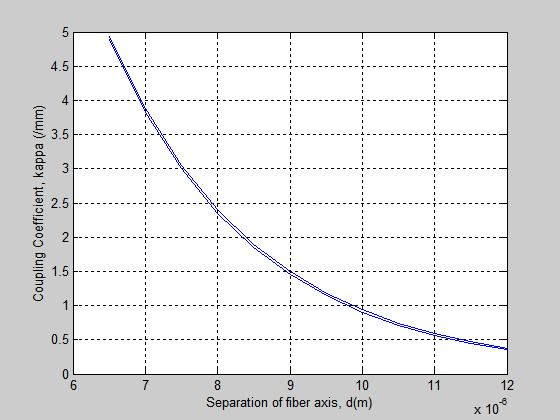 5
4.5
4
3.5
3
2.5
2
1.5
1
0.5
0
Coupling Coefficient, kappa (/mm)
6 7 8 9 10 11 12
Separation of fiber axis, d(m)
x 10^-6